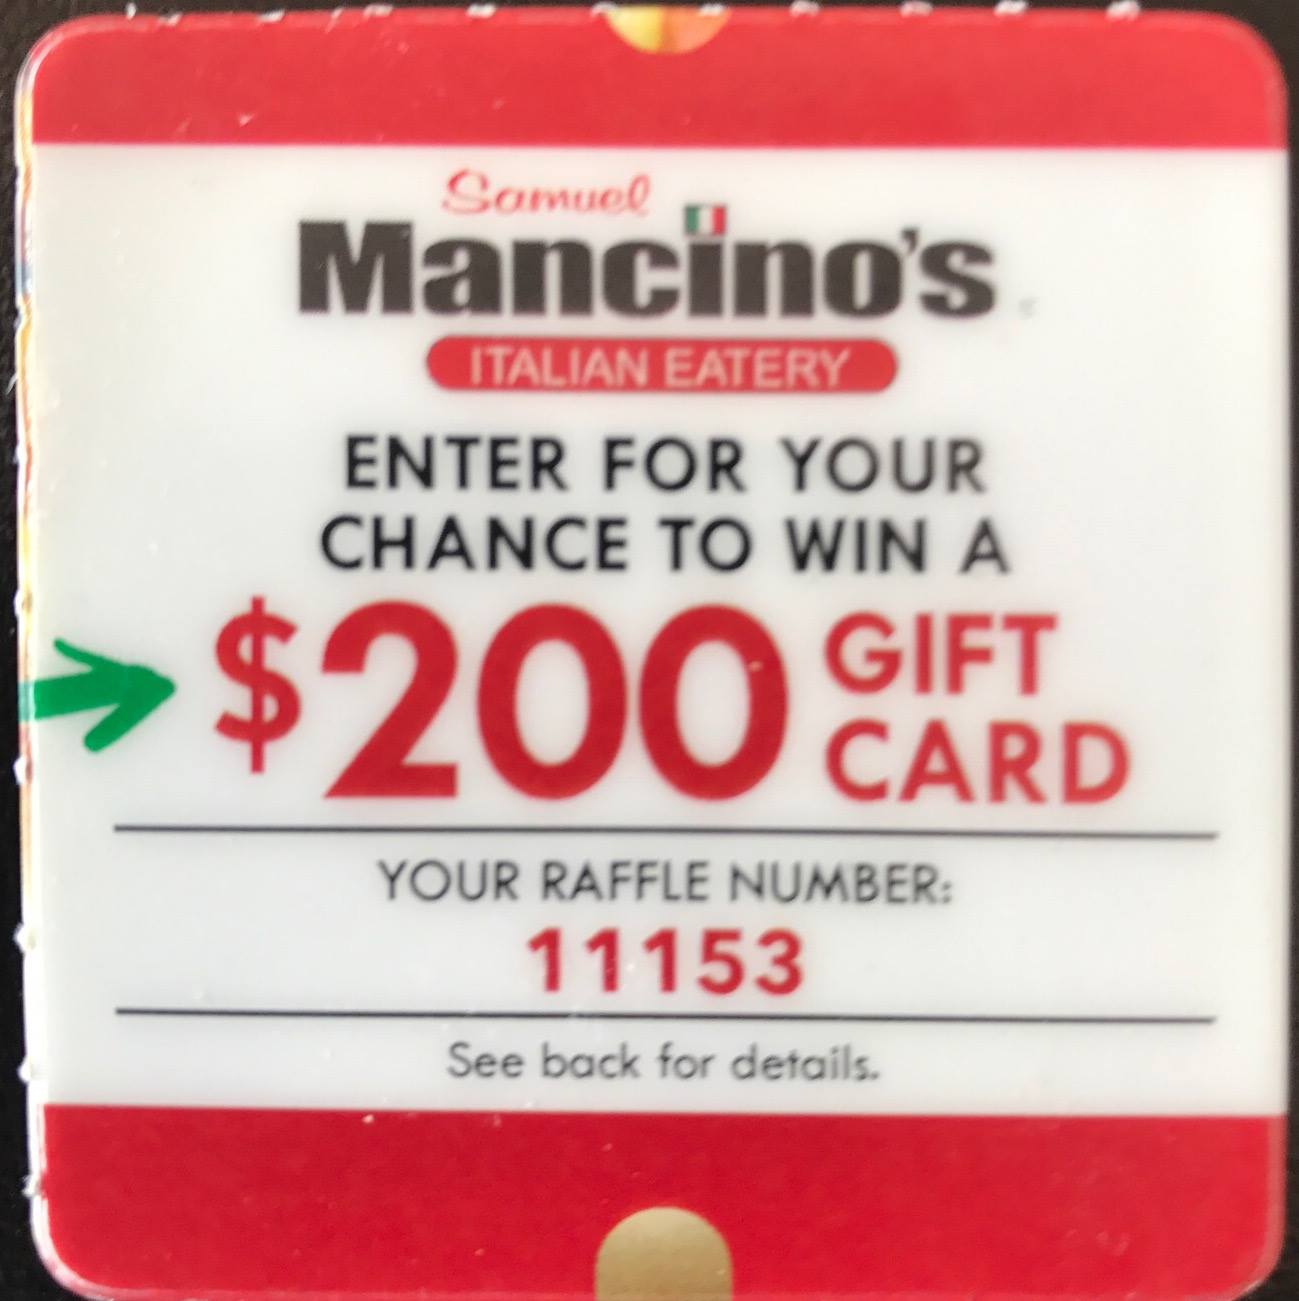 Samuel
Mancino's
ITALIAN EATERY
ENTER FOR YOUR
CHANCE TO WIN A
$200 GIFT
CARD
YOUR RAFFLE NUMBER:
11153
See back for details.